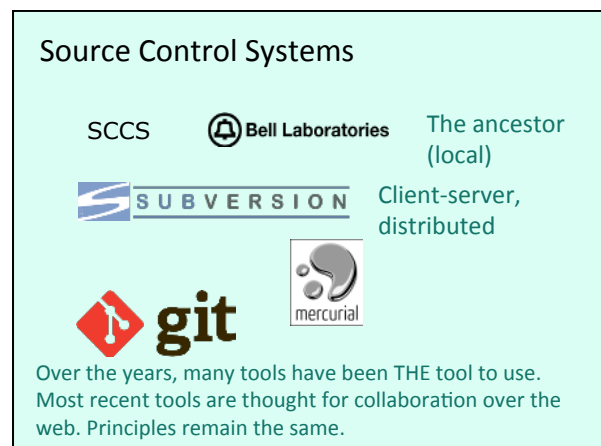 Source Control Systems
SCCS
Bell Laboratories
The ancestor
(local)
SUBVERSION
Client-server,
distributed
mercurial
git
Over the years, many tools have been THE tool to use.
Most recent tools are thought for collaboration over the
web. Principles remain the same.